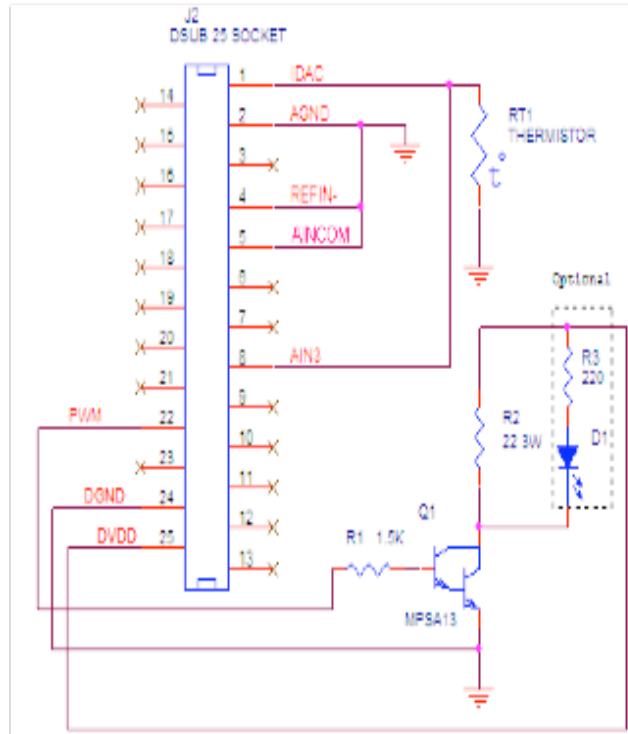 J2
DSUB 25 SOCKET
1 IDAC
14
2 AGND
15
3
16
4 REFIN-
17
5 AINCOM
18
6
19
7
20
8 AIN3
21
9
PWM 22
10
23
11
DGND 24
12
DVDD 25
13
RT1
THERMISTOR
t°
Optional
R3
220
D1
R2
22 3W
Q1
R1 1.5K
MPSA13